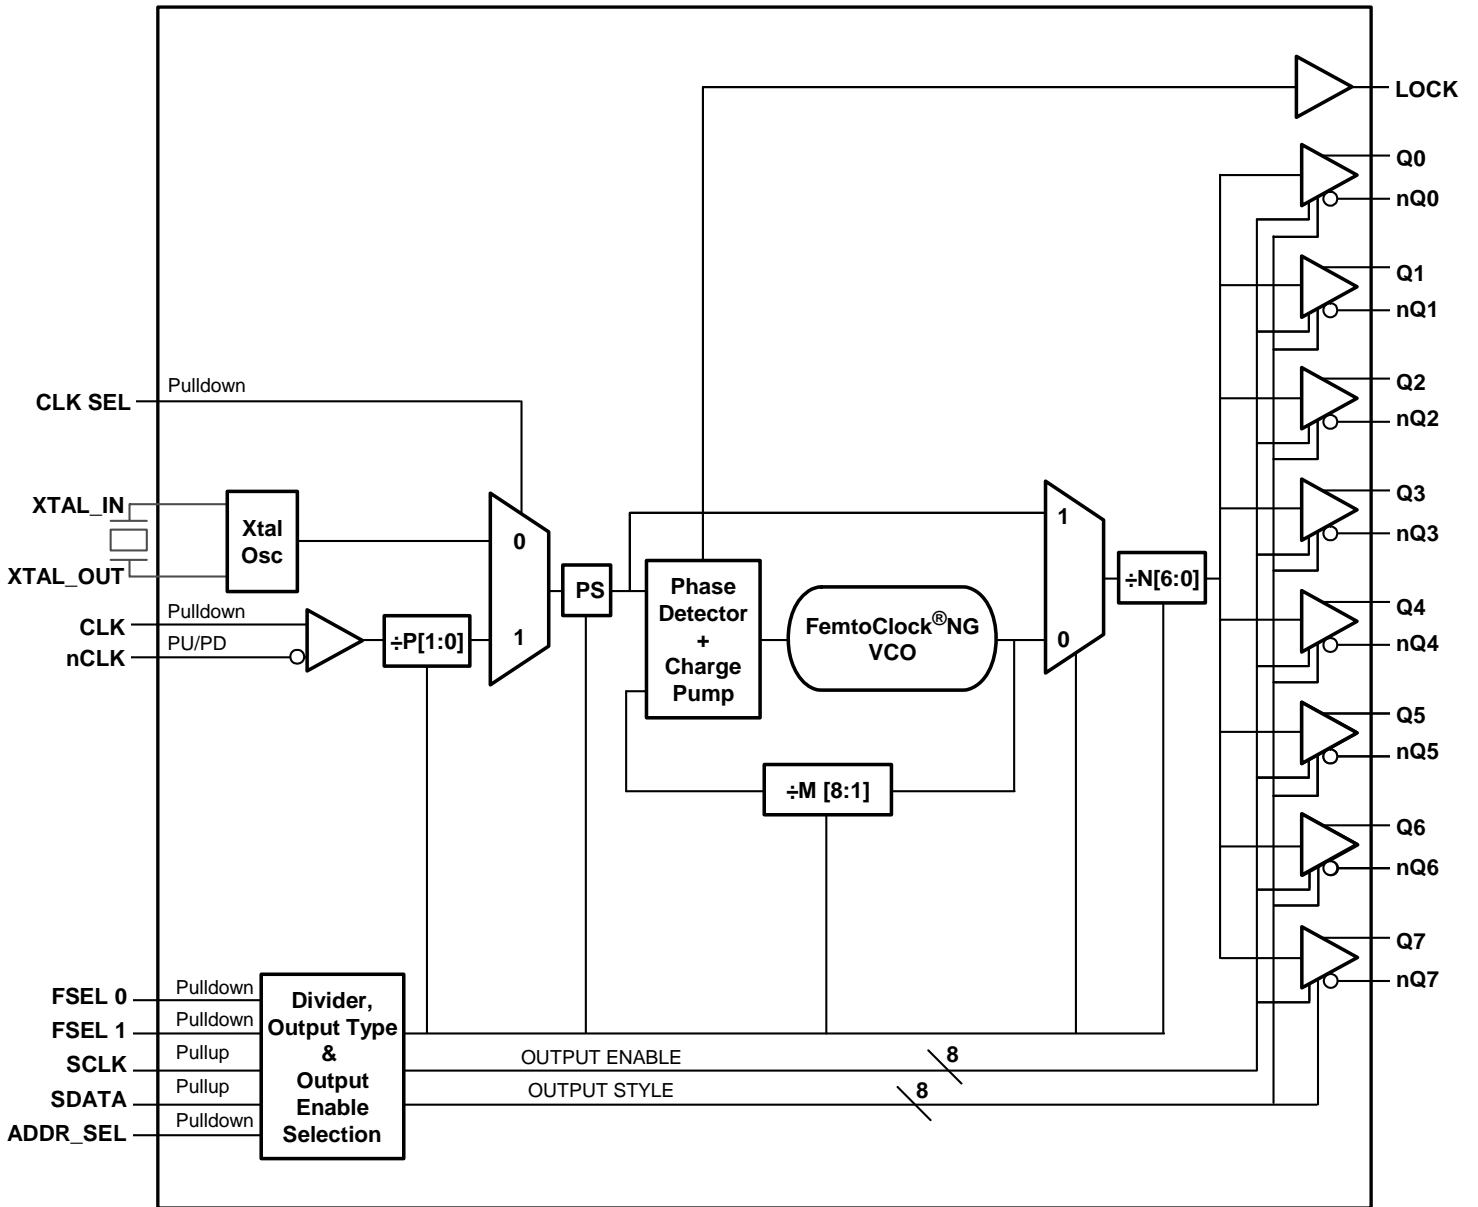 LOCK
Q0
nQ0
Q1
nQ1
Pulldown
CLK SEL
Q2
nQ2
XTAL_IN
Xtal
Osc
XTAL_OUT
0
1
Q3
nQ3
Pulldown
CLK
PU/PD
nCLK
÷P[1:0]
PS
Phase
Detector
+
Charge
Pump
FemtoClock®NG
VCO
1
0
÷N[6:0]
Q4
nQ4
÷M [8:1]
Q5
nQ5
Q6
nQ6
Q7
nQ7
FSEL 0
Pulldown
FSEL 1
Pulldown
SCLK
Pullup
SDATA
Pullup
ADDR_SEL
Pulldown
Divider,
Output Type
&
Output
Enable
Selection
OUTPUT ENABLE
8
OUTPUT STYLE
8